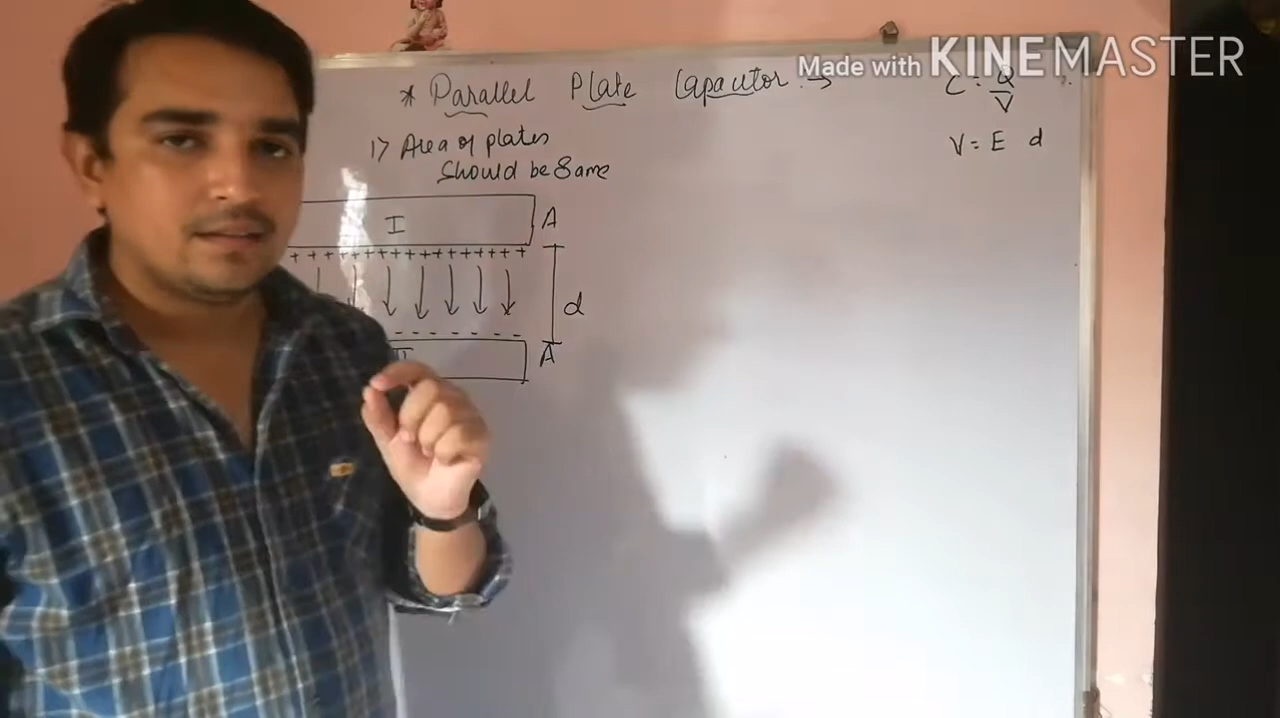 Made with KINEMASTER
* Parallel Plate Capacitor :→
C = Q/V
V = E d
1) Area of plates
Should be Same
I
A
+ + + + + + + + + + + + + + + + + +
d
- - - - - - - - - -
A